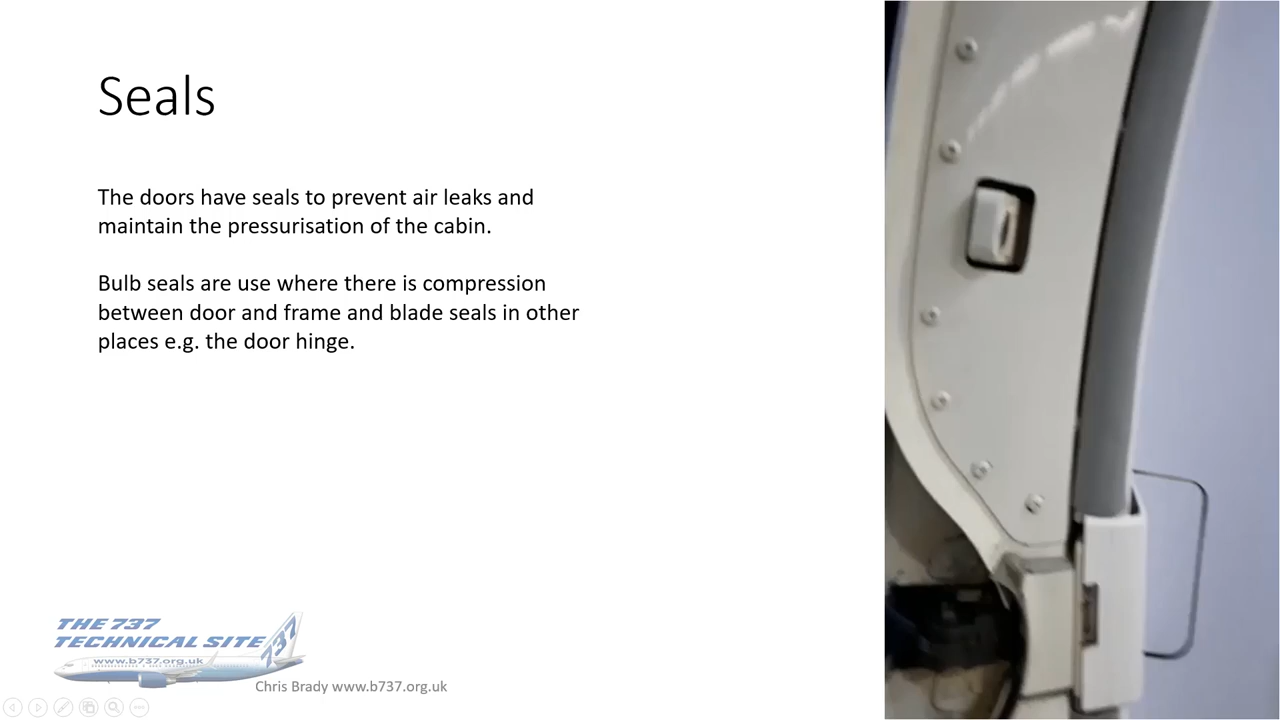 Seals
The doors have seals to prevent air leaks and
maintain the pressurisation of the cabin.
Bulb seals are use where there is compression
between door and frame and blade seals in other
places e.g. the door hinge.
THE 737
TECHNICAL SITE
737
www.b737.org.uk
Chris Brady www.b737.org.uk